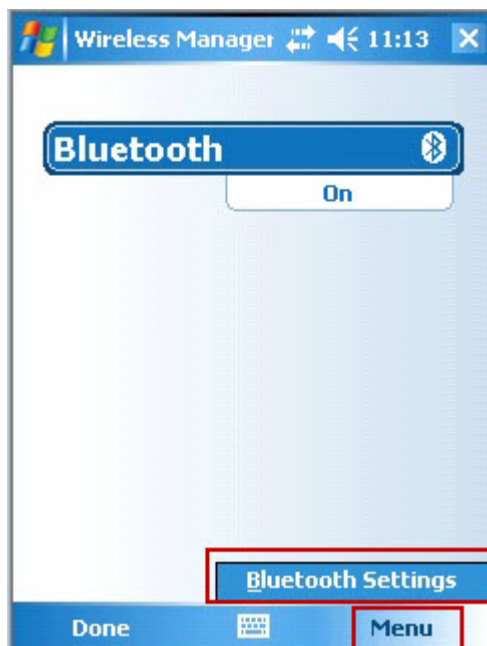 Wireless Manager 11:13
Bluetooth
On
Bluetooth Settings
Done Menu